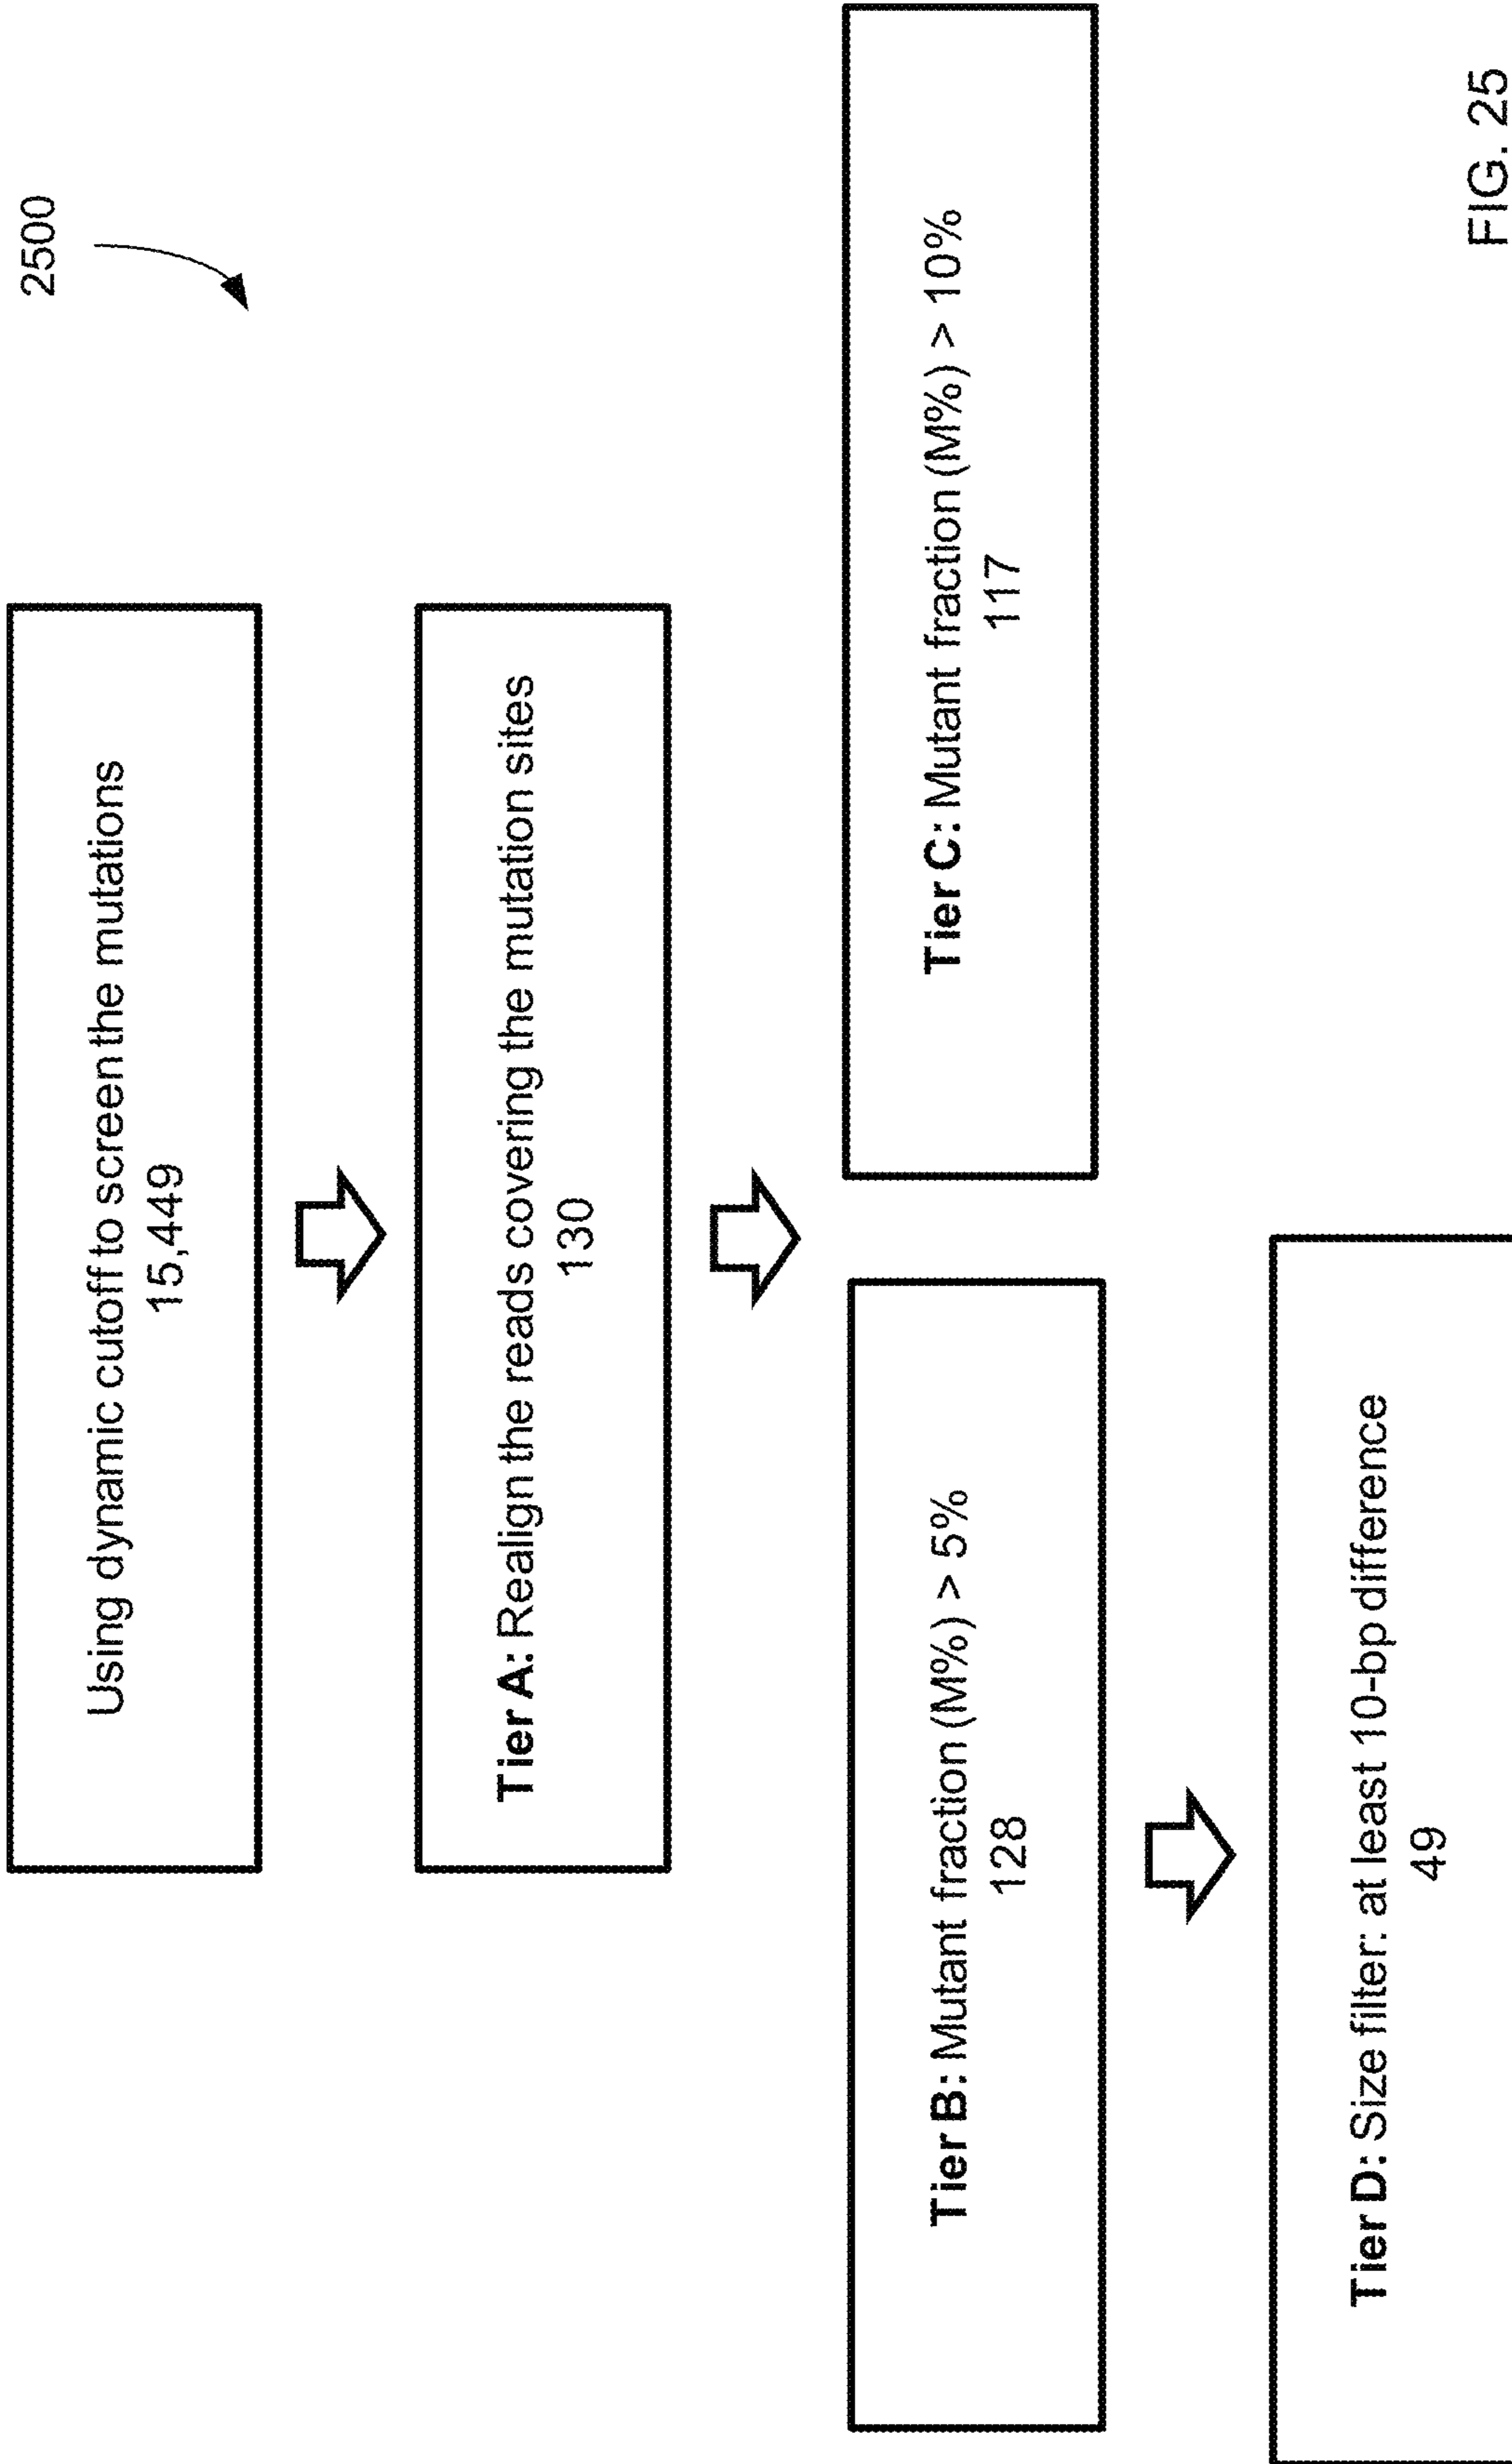 2500
Using dynamic cutoff to screen the mutations
15,449
Tier A: Realign the reads covering the mutation sites
130
Tier B: Mutant fraction (M%) > 5%
128
Tier C: Mutant fraction (M%) > 10%
117
Tier D: Size filter: at least 10-bp difference
49
FIG. 25